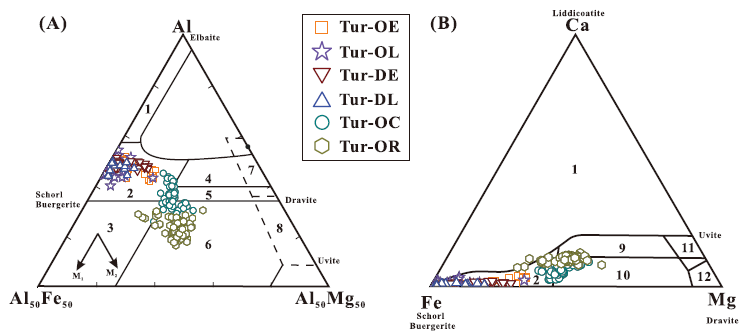 (A)
Al
Elbaite
1
7
4
2
5
Schorl
Buergerite
Dravite
3
6
8
M₁
M₂
Uvite
Al₅₀Fe₅₀
Al₅₀Mg₅₀
Tur-OE
Tur-OL
Tur-DE
Tur-DL
Tur-OC
Tur-OR
(B)
Liddicoatite
Ca
1
Uvite
9
11
2
10
12
Fe
Mg
Schorl
Buergerite
Dravite